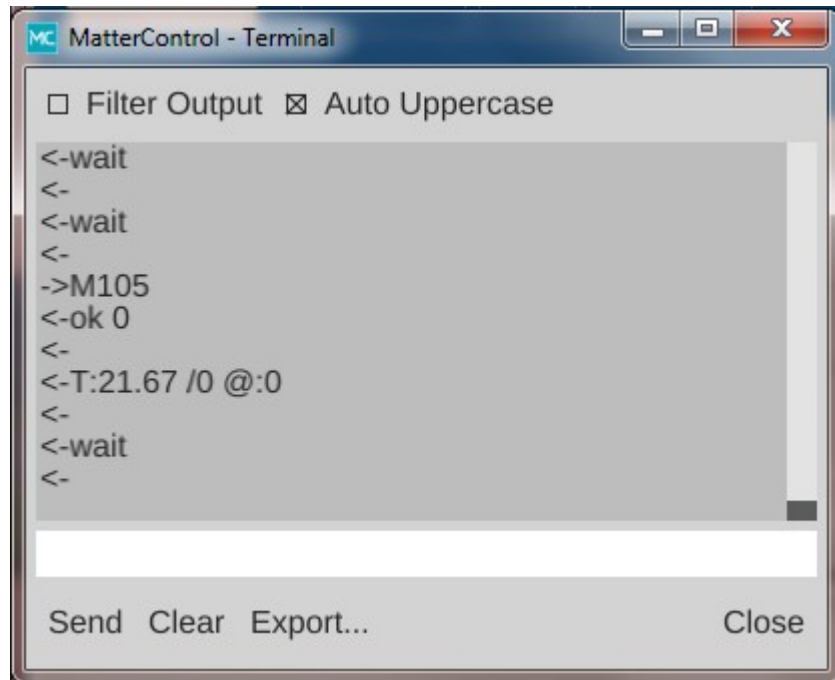 MC MatterControl - Terminal
Filter Output Auto Uppercase
<-wait
<-
<-wait
<-
->M105
<-ok 0
<-
<-T:21.67 /0 @:0
<-
<-wait
<-
Send Clear Export... Close